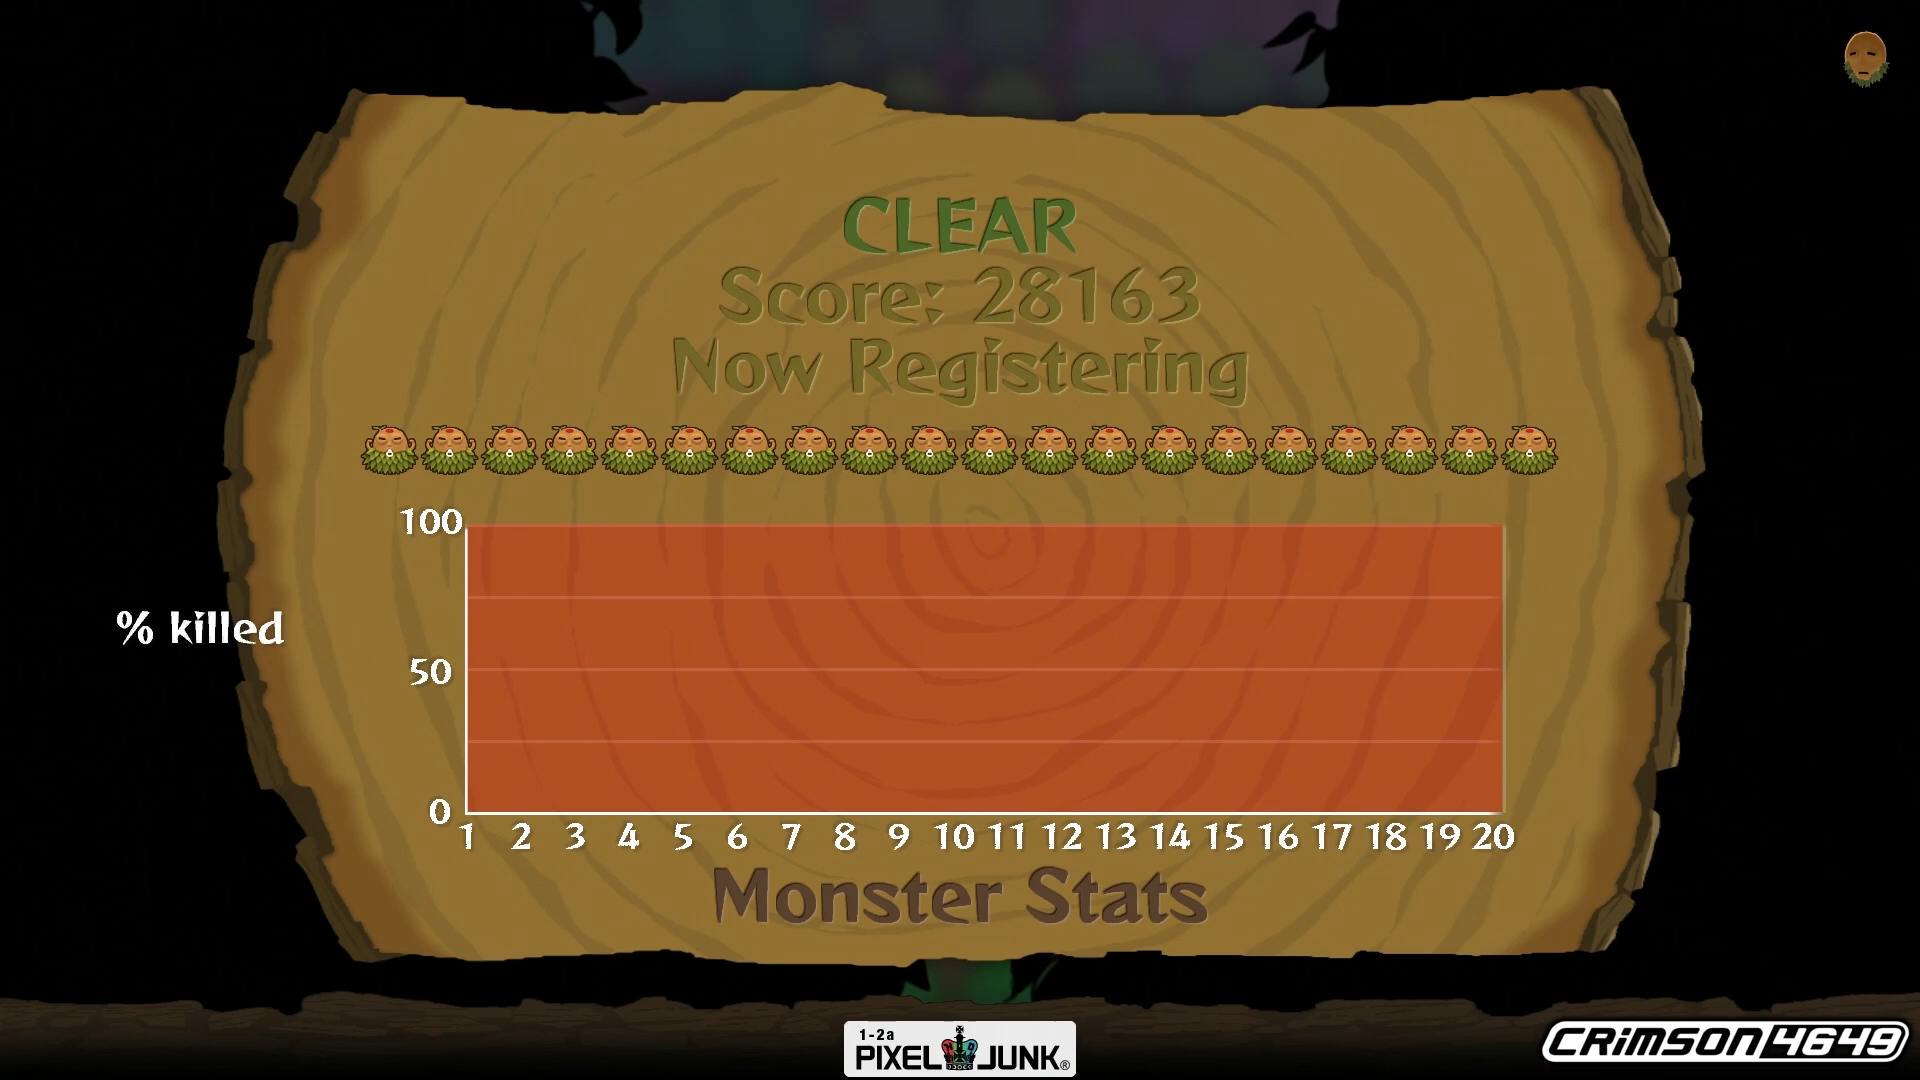 CLEAR
Score: 28163
Now Registering
100
% killed
50
0
1 2 3 4 5 6 7 8 9 10 11 12 13 14 15 16 17 18 19 20
Monster Stats
1-2a
PIXEL JUNK®
CRiMSON4649